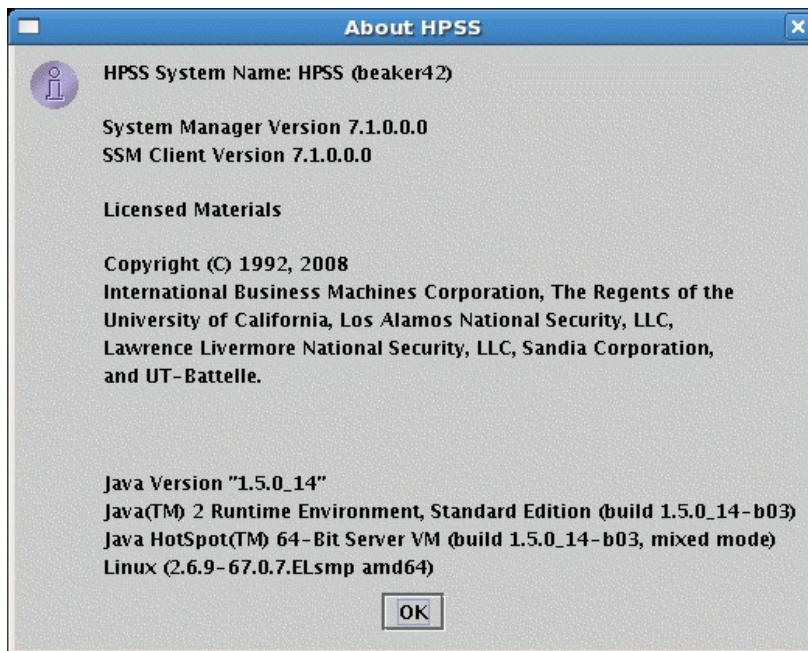 About HPSS
HPSS System Name: HPSS (beaker42)
System Manager Version 7.1.0.0.0
SSM Client Version 7.1.0.0.0
Licensed Materials
Copyright (C) 1992, 2008
International Business Machines Corporation, The Regents of the
University of California, Los Alamos National Security, LLC,
Lawrence Livermore National Security, LLC, Sandia Corporation,
and UT-Battelle.
Java Version "1.5.0_14"
Java(TM) 2 Runtime Environment, Standard Edition (build 1.5.0_14-b03)
Java HotSpot(TM) 64-Bit Server VM (build 1.5.0_14-b03, mixed mode)
Linux (2.6.9-67.0.7.ELsmp amd64)
OK